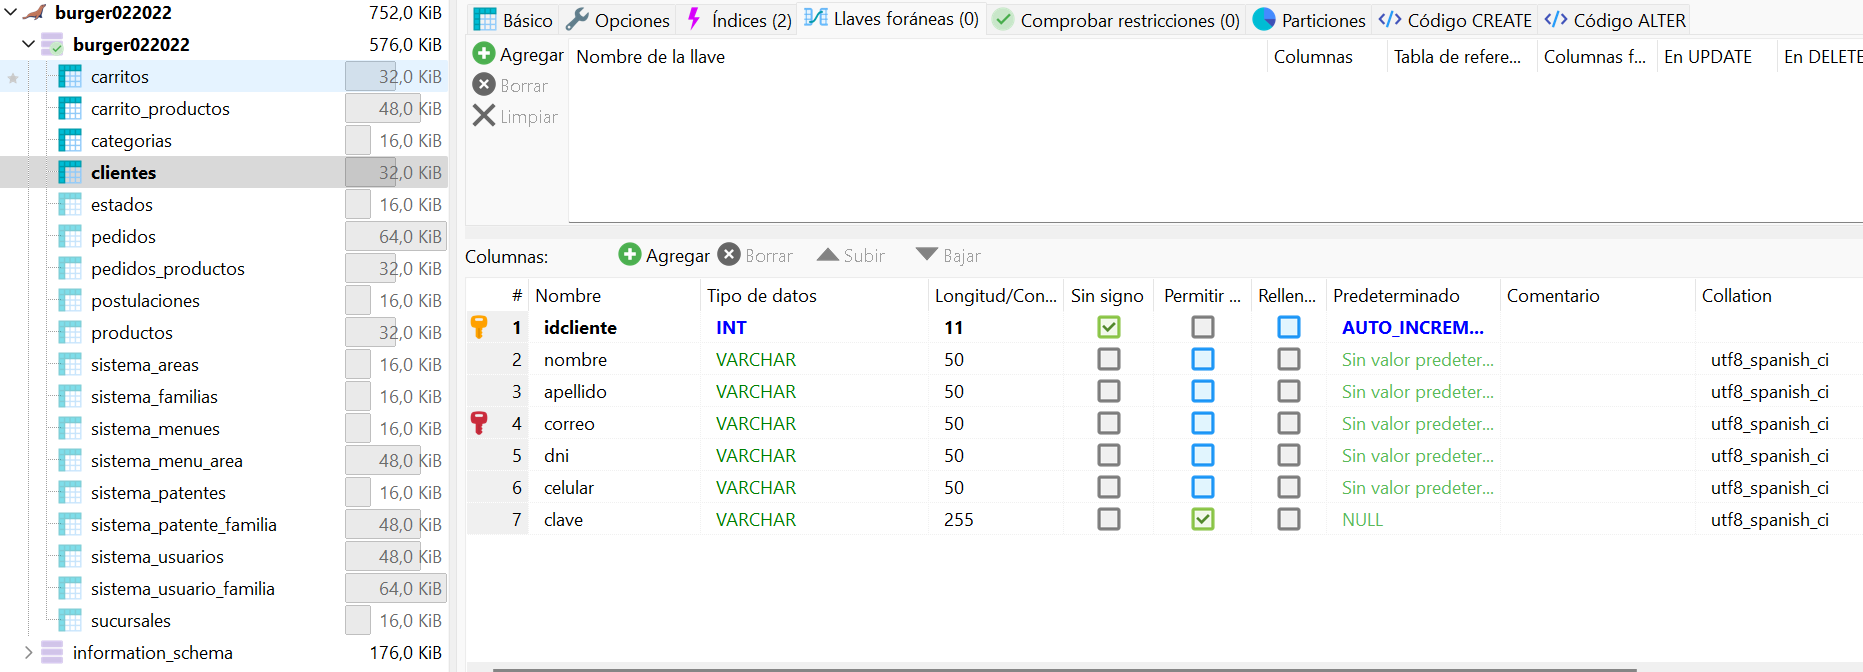 burger022022 752,0 KiB
burger022022 576,0 KiB
carritos 32,0 KiB
carrito_productos 48,0 KiB
categorias 16,0 KiB
clientes 32,0 KiB
estados 16,0 KiB
pedidos 64,0 KiB
pedidos_productos 32,0 KiB
postulaciones 16,0 KiB
productos 32,0 KiB
sistema_areas 16,0 KiB
sistema_familias 16,0 KiB
sistema_menues 16,0 KiB
sistema_menu_area 48,0 KiB
sistema_patentes 16,0 KiB
sistema_patente_familia 48,0 KiB
sistema_usuarios 48,0 KiB
sistema_usuario_familia 64,0 KiB
sucursales 16,0 KiB
information_schema 176,0 KiB
Básico Opciones Índices (2) Llaves foráneas (0) Comprobar restricciones (0) Particiones </> Código CREATE </> Código ALTER
Agregar
Borrar
Limpiar
Nombre de la llave Columnas Tabla de refere... Columnas f... En UPDATE En DELETE
Columnas: Agregar Borrar Subir Bajar
# Nombre Tipo de datos Longitud/Con... Sin signo Permitir ... Rellen... Predeterminado Comentario Collation
1 idcliente INT 11 AUTO_INCREM...
2 nombre VARCHAR 50 Sin valor predeter... utf8_spanish_ci
3 apellido VARCHAR 50 Sin valor predeter... utf8_spanish_ci
4 correo VARCHAR 50 Sin valor predeter... utf8_spanish_ci
5 dni VARCHAR 50 Sin valor predeter... utf8_spanish_ci
6 celular VARCHAR 50 Sin valor predeter... utf8_spanish_ci
7 clave VARCHAR 255 NULL utf8_spanish_ci